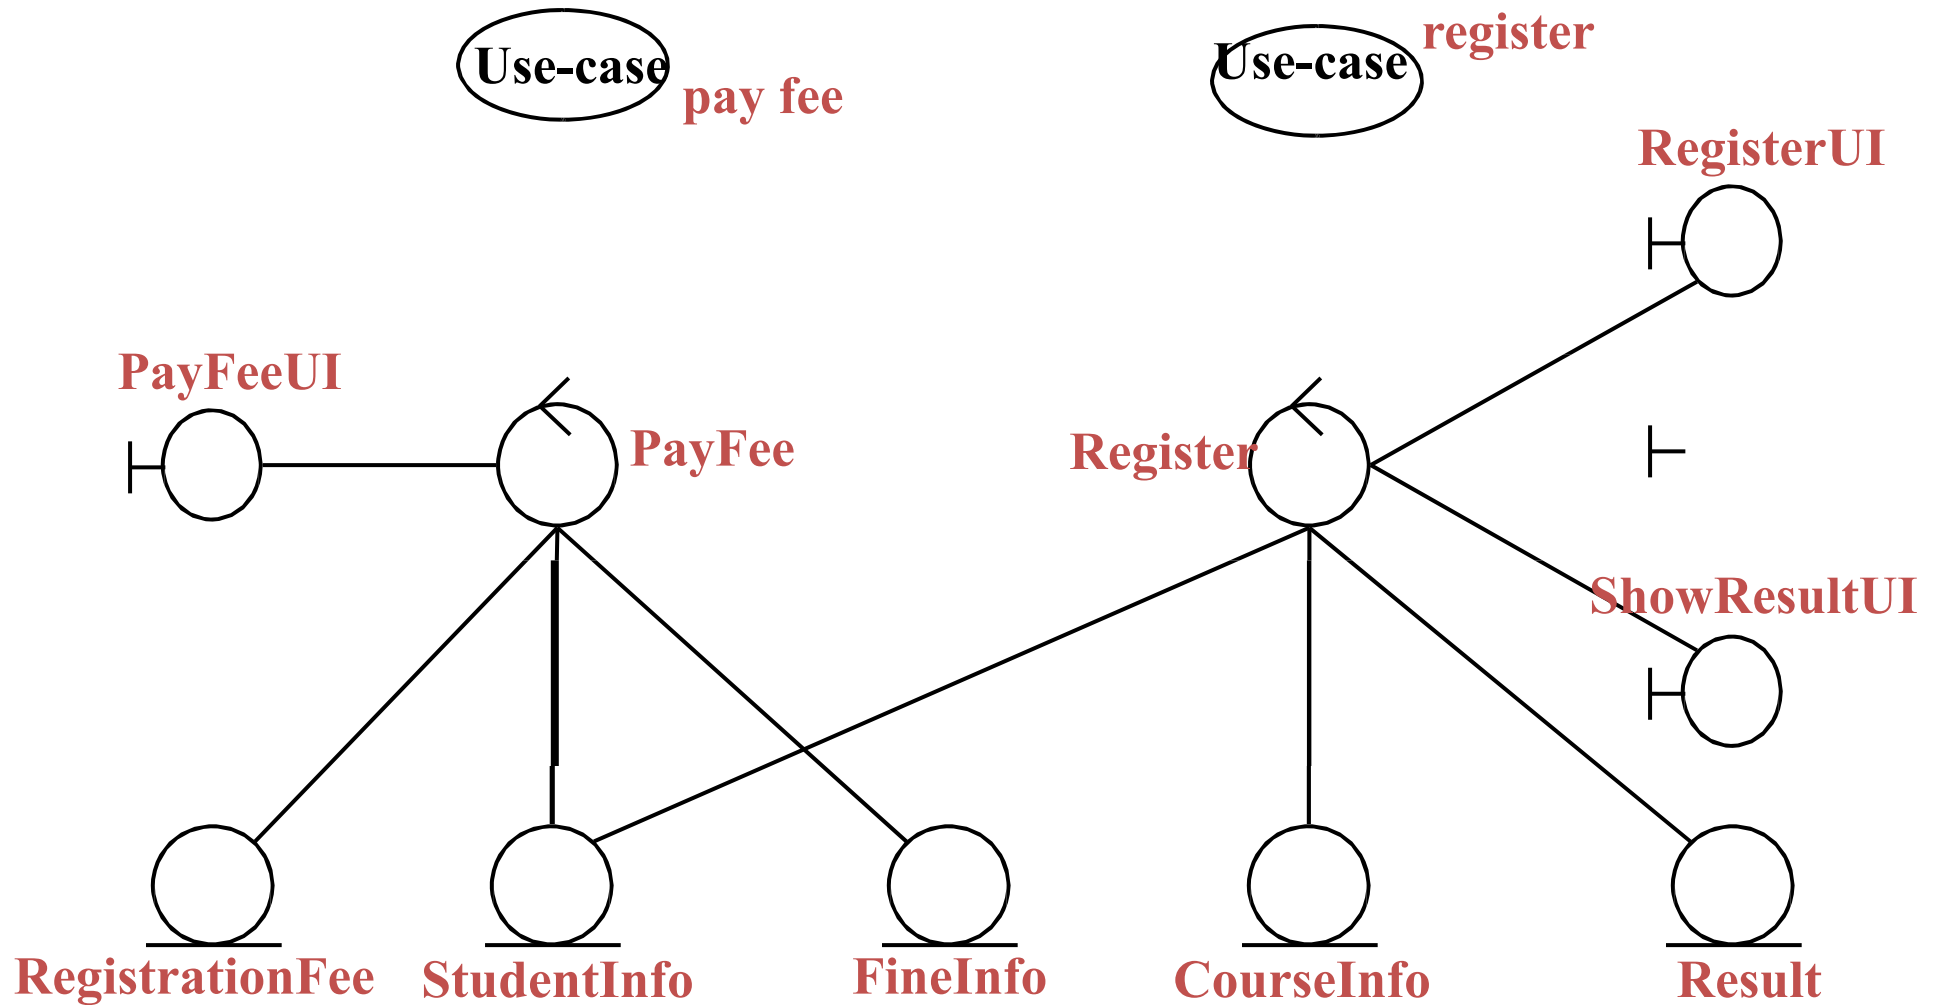 Use-case
pay fee
Use-case
register
RegisterUI
PayFeeUI
PayFee
Register
ShowResultUI
RegistrationFee
StudentInfo
FineInfo
CourseInfo
Result